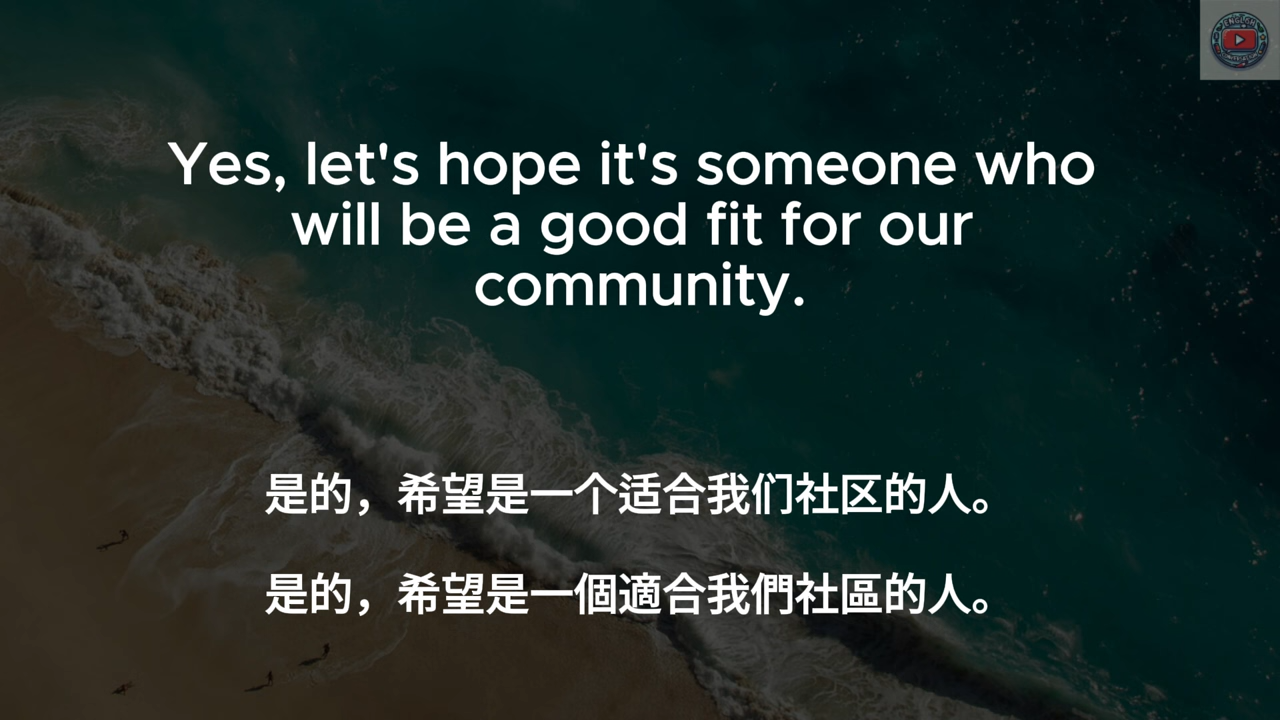 Yes, let's hope it's someone who
will be a good fit for our
community.
是的，希望是一个适合我们社区的人。
是的，希望是一個適合我們社區的人。